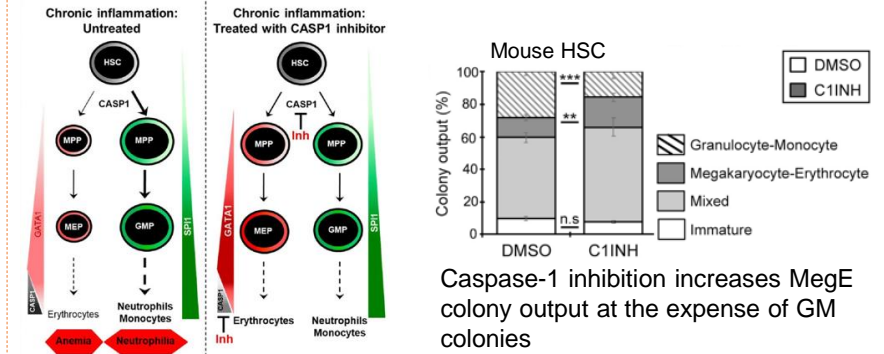 Chronic inflammation:
Untreated
HSC
CASP1
MPP
MPP
MEP
GMP
GATA1
SPI1
CASP1
Erythrocytes
Neutrophils
Monocytes
Anemia
Neutrophilia
Chronic inflammation:
Treated with CASP1 inhibitor
HSC
CASP1
Inh
MPP
MPP
MEP
GMP
GATA1
SPI1
CASP1
Inh
Erythrocytes
Neutrophils
Monocytes
Mouse HSC
Colony output (%)
100
80
60
40
20
0
***
**
n.s
DMSO
C1INH
DMSO
C1INH
Granulocyte-Monocyte
Megakaryocyte-Erythrocyte
Mixed
Immature
Caspase-1 inhibition increases MegE
colony output at the expense of GM
colonies